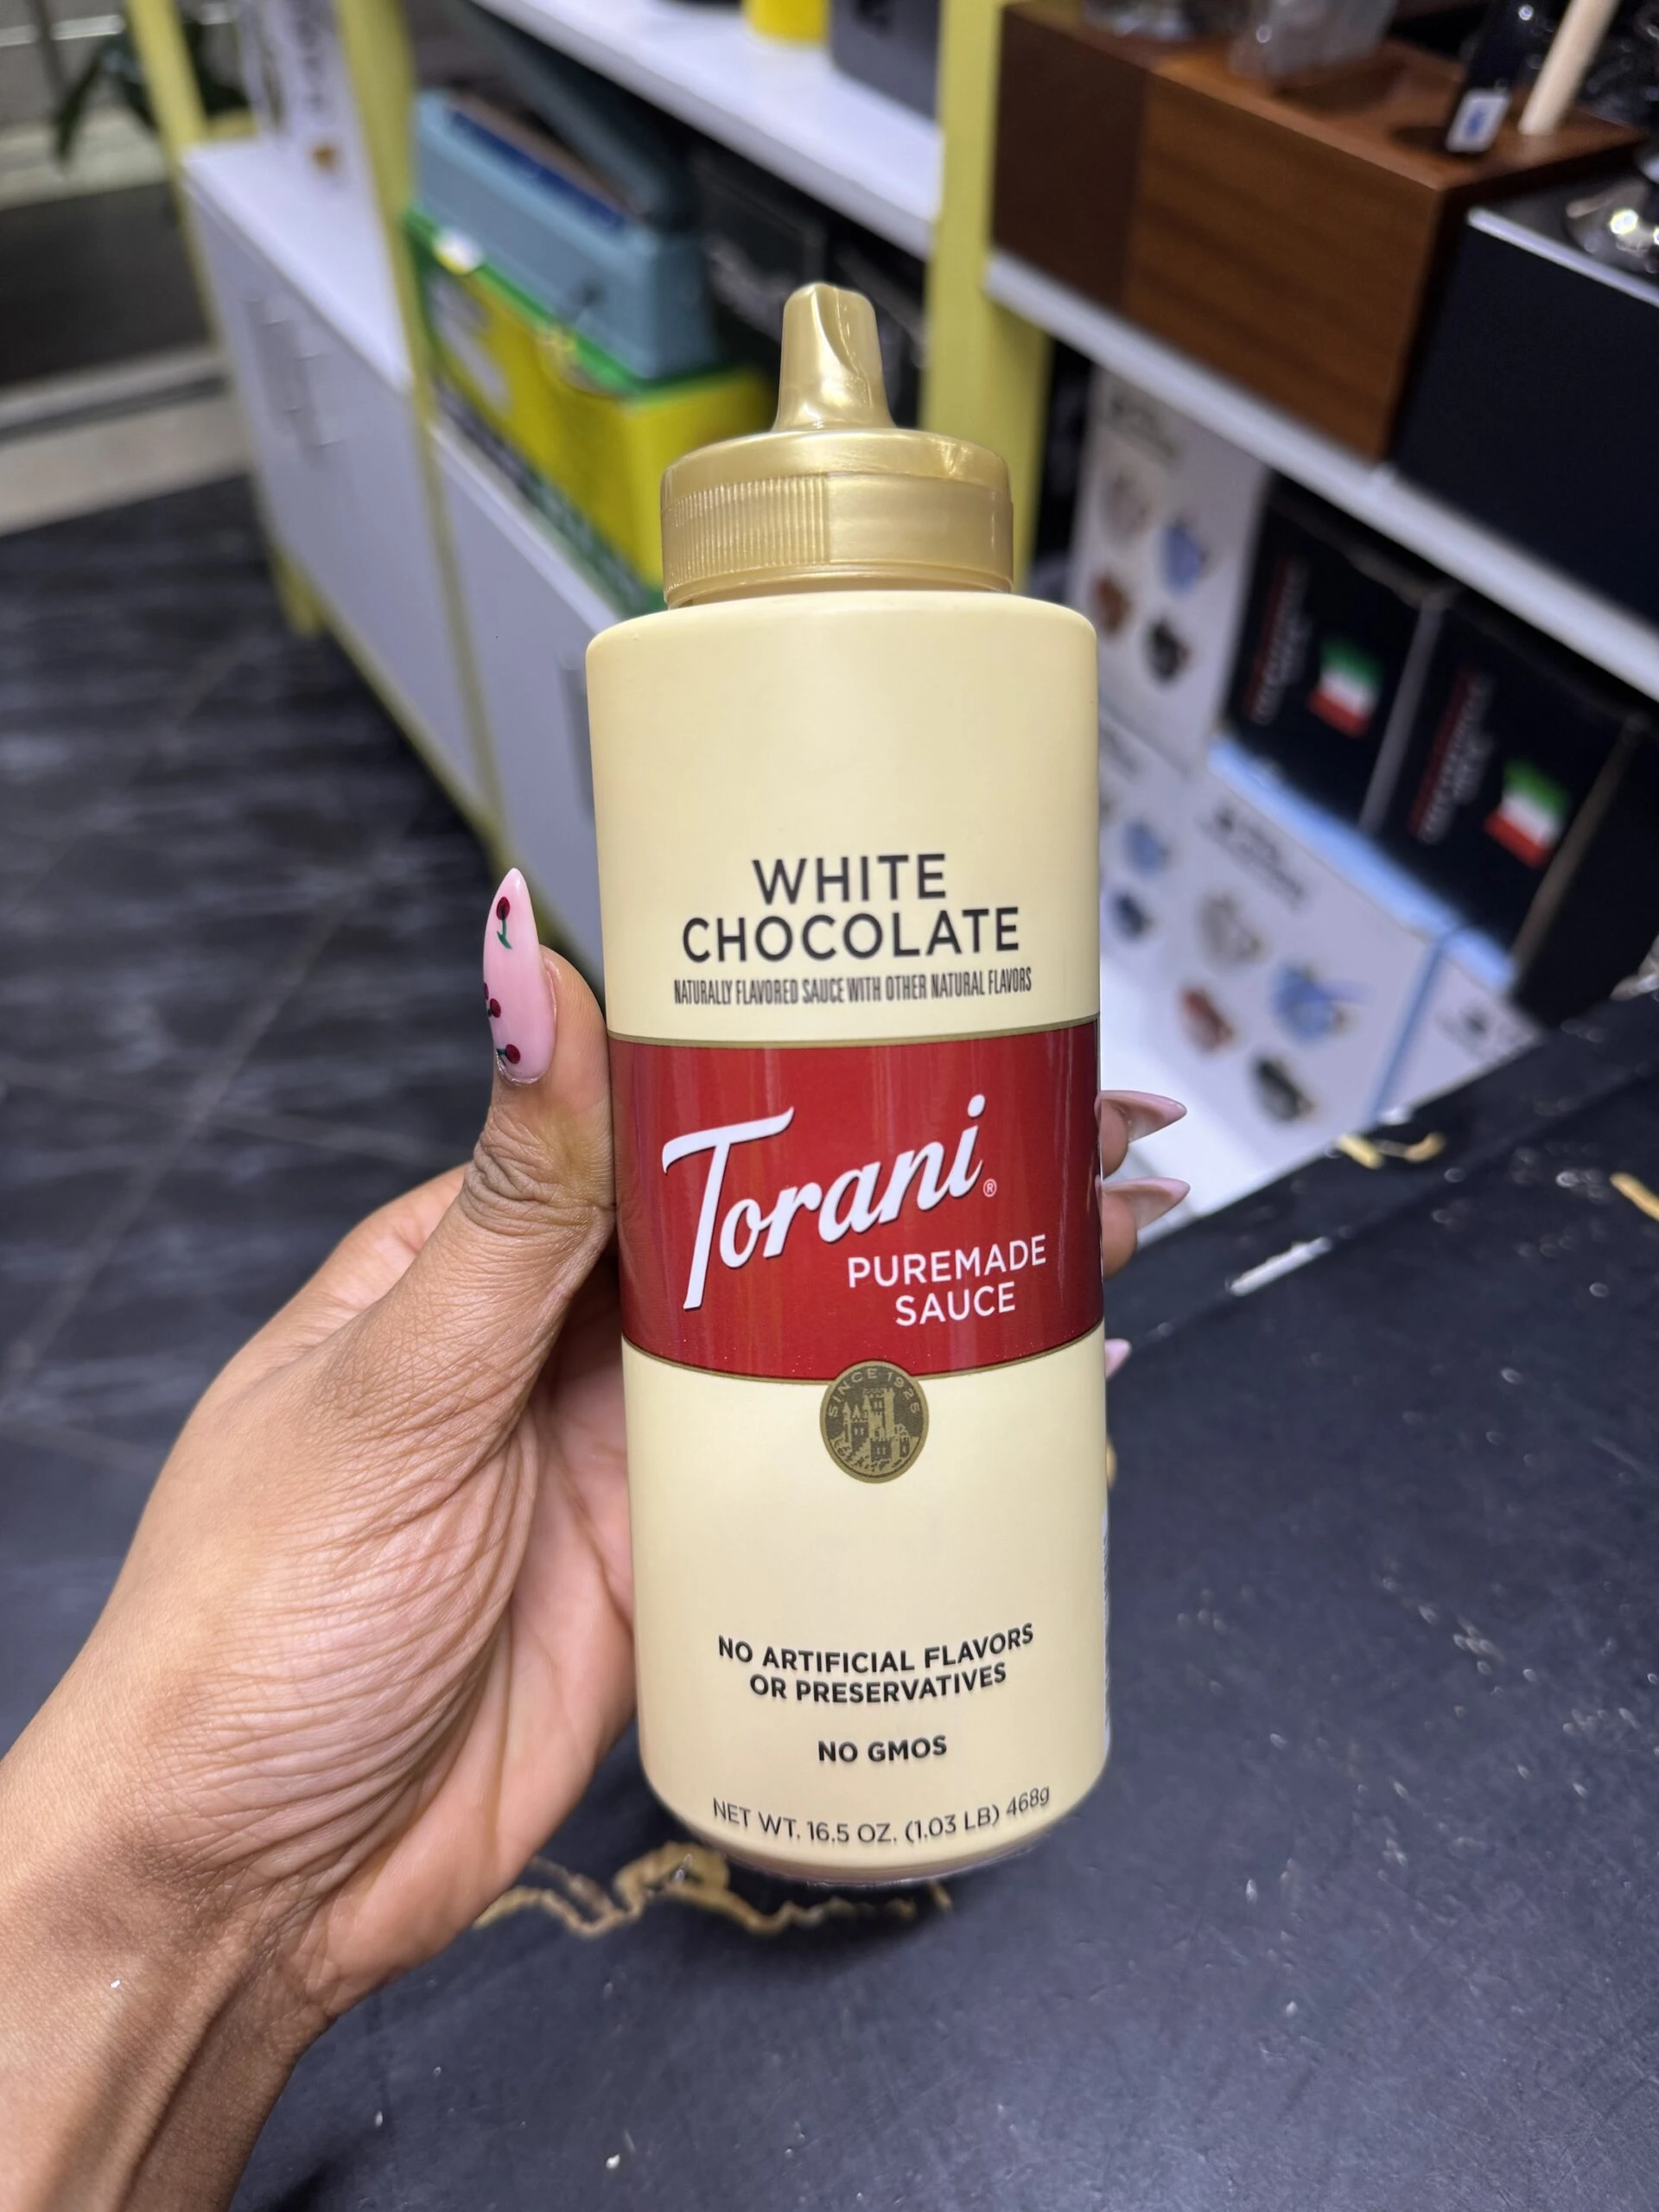 WHITE
CHOCOLATE
NATURALLY FLAVORED SAUCE WITH OTHER NATURAL FLAVORS
Torani®
PUREMADE
SAUCE
SINCE 1925
NO ARTIFICIAL FLAVORS
OR PRESERVATIVES
NO GMOS
NET WT. 16.5 OZ. (1.03 LB) 468g